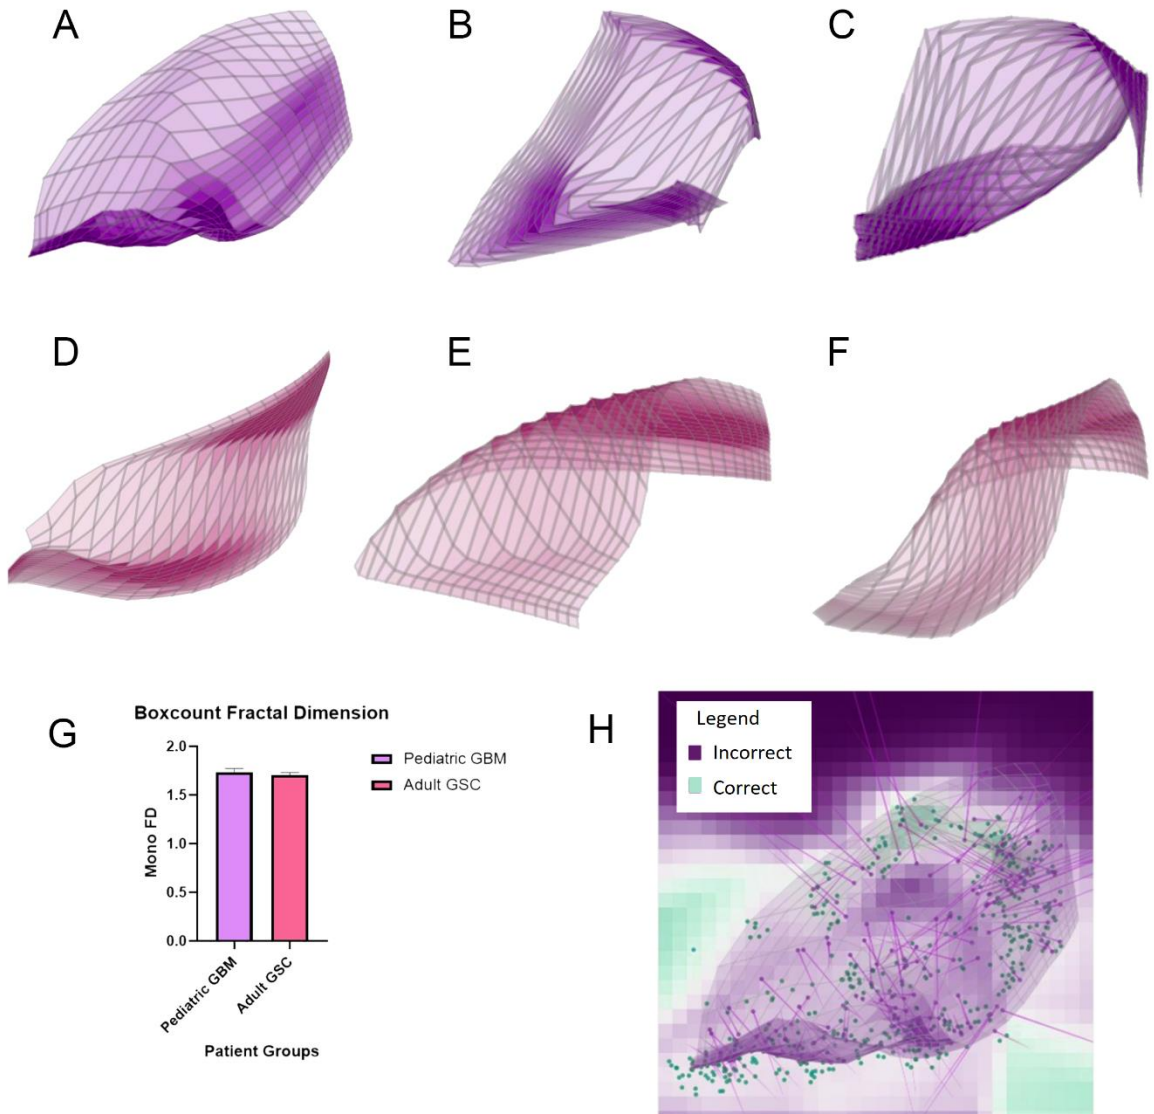 A
B
C
D
E
F
G
Boxcount Fractal Dimension
2.0
1.5
1.0
0.5
0.0
Mono FD
Pediatric GBM
Adult GSC
Patient Groups
Pediatric GBM
Adult GSC
H
Legend
Incorrect
Correct